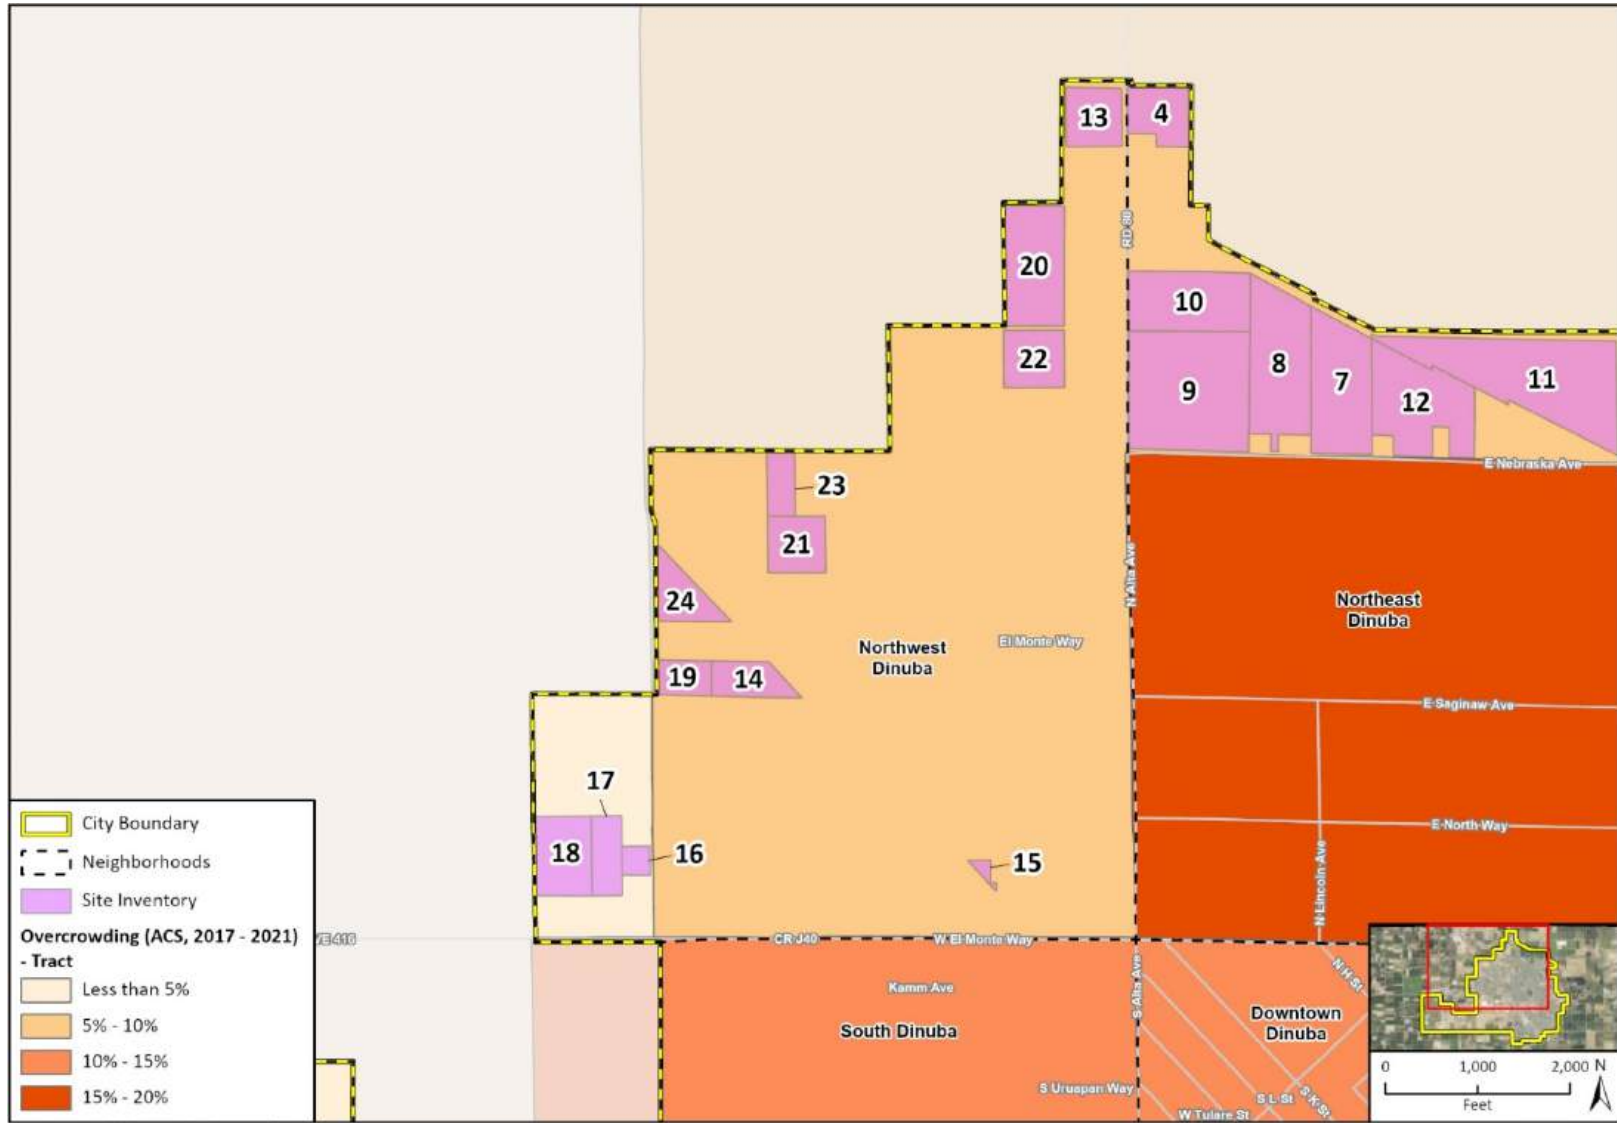 13
4
RD 80
20
10
22
9
8
7
12
11
E Nebraska Ave
23
21
N Alta Ave
24
Northeast
Dinuba
Northwest
Dinuba
El Monte Way
19
14
E Saginaw Ave
17
18
16
15
E North Way
N Lincoln Ave
VE 416
CR J40
W El Monte Way
Kamm Ave
South Dinuba
S Alta Ave
N H St
Downtown
Dinuba
S Uruapan Way
S L St
S K St
W Tulare St
City Boundary
Neighborhoods
Site Inventory
Overcrowding (ACS, 2017 - 2021)
- Tract
Less than 5%
5% - 10%
10% - 15%
15% - 20%
0 1,000 2,000 N
Feet